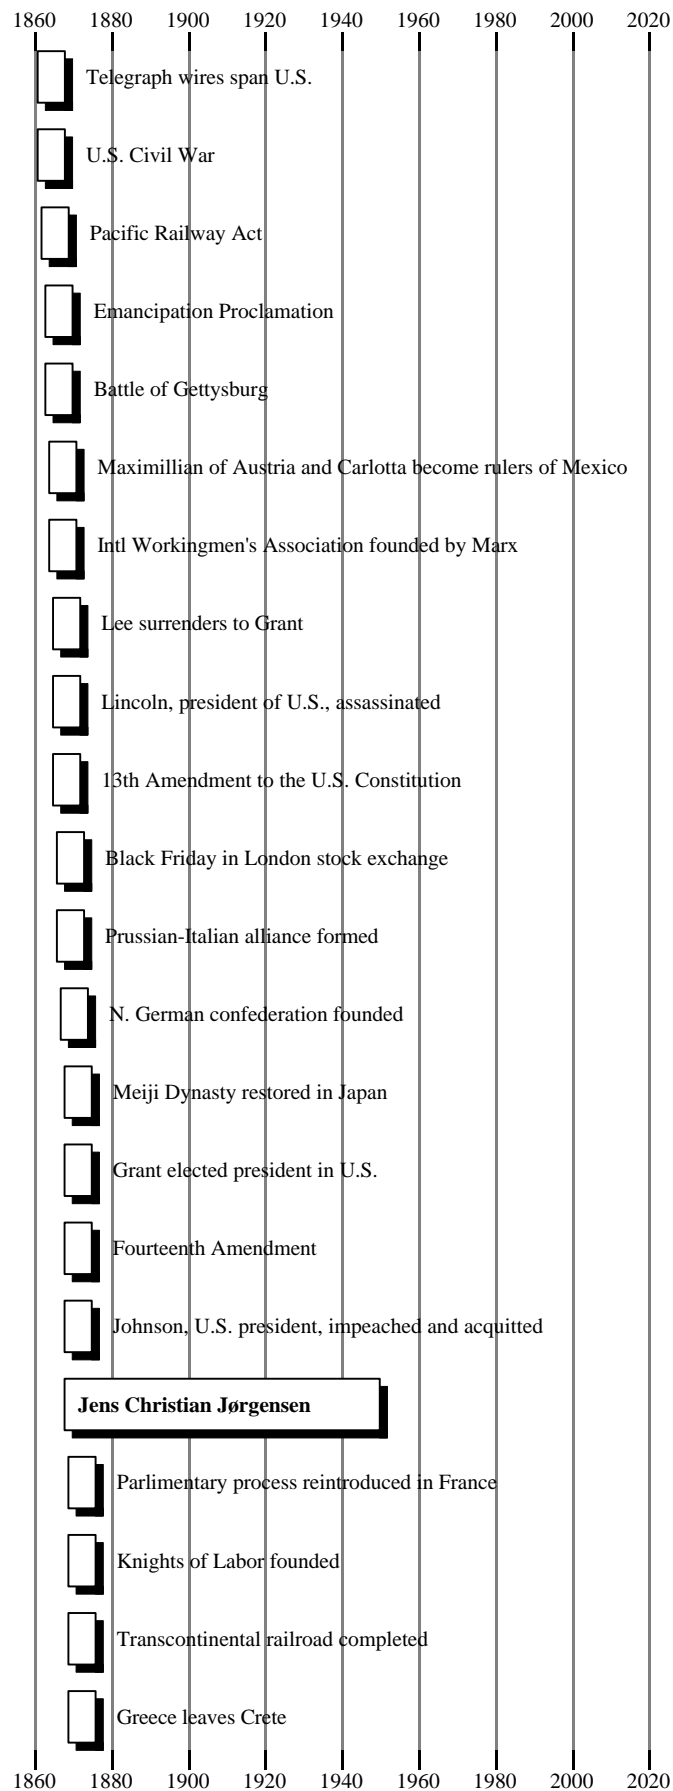 1860 1880 1900 1920 1940 1960 1980 2000 2020
Telegraph wires span U.S.
U.S. Civil War
Pacific Railway Act
Emancipation Proclamation
Battle of Gettysburg
Maximillian of Austria and Carlotta become rulers of Mexico
Intl Workingmen's Association founded by Marx
Lee surrenders to Grant
Lincoln, president of U.S., assassinated
13th Amendment to the U.S. Constitution
Black Friday in London stock exchange
Prussian-Italian alliance formed
N. German confederation founded
Meiji Dynasty restored in Japan
Grant elected president in U.S.
Fourteenth Amendment
Johnson, U.S. president, impeached and acquitted
Jens Christian Jørgensen
Parlimentary process reintroduced in France
Knights of Labor founded
Transcontinental railroad completed
Greece leaves Crete
1860 1880 1900 1920 1940 1960 1980 2000 2020